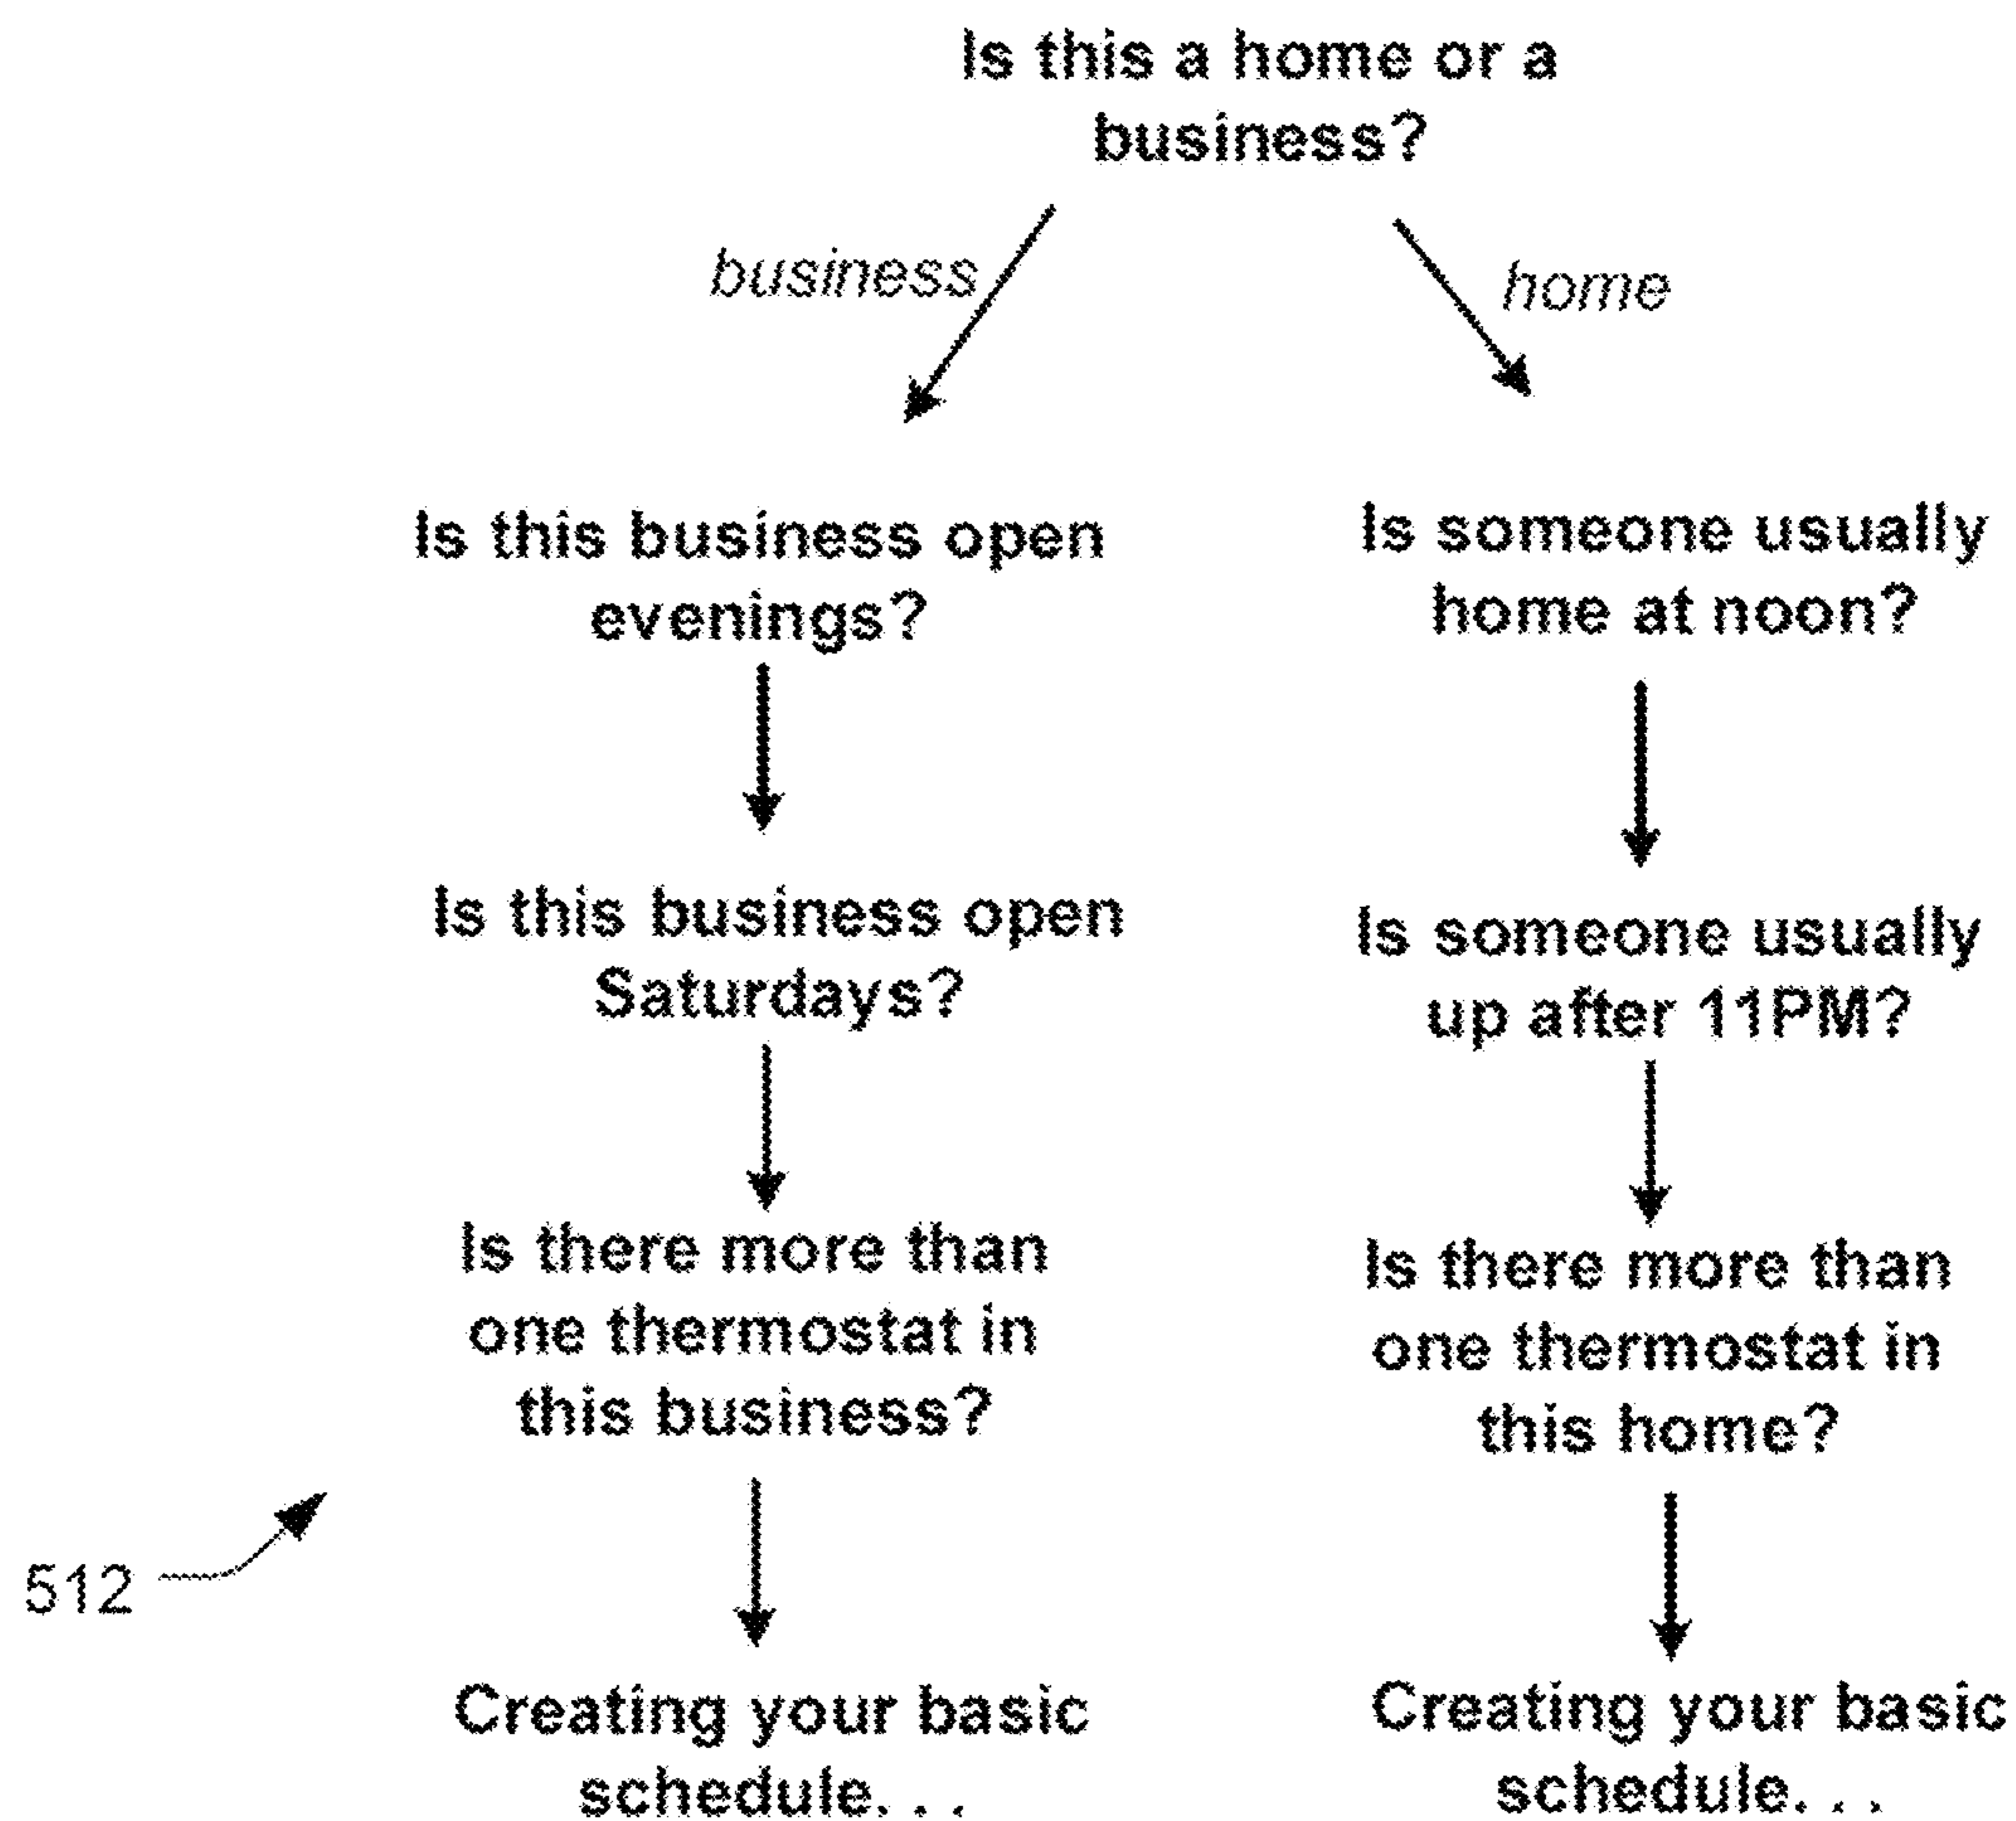 Is this a home or a
business?
business
home
Is this business open
evenings?
Is someone usually
home at noon?
Is this business open
Saturdays?
Is someone usually
up after 11PM?
Is there more than
one thermostat in
this business?
Is there more than
one thermostat in
this home?
512
Creating your basic
schedule. . .
Creating your basic
schedule. . .